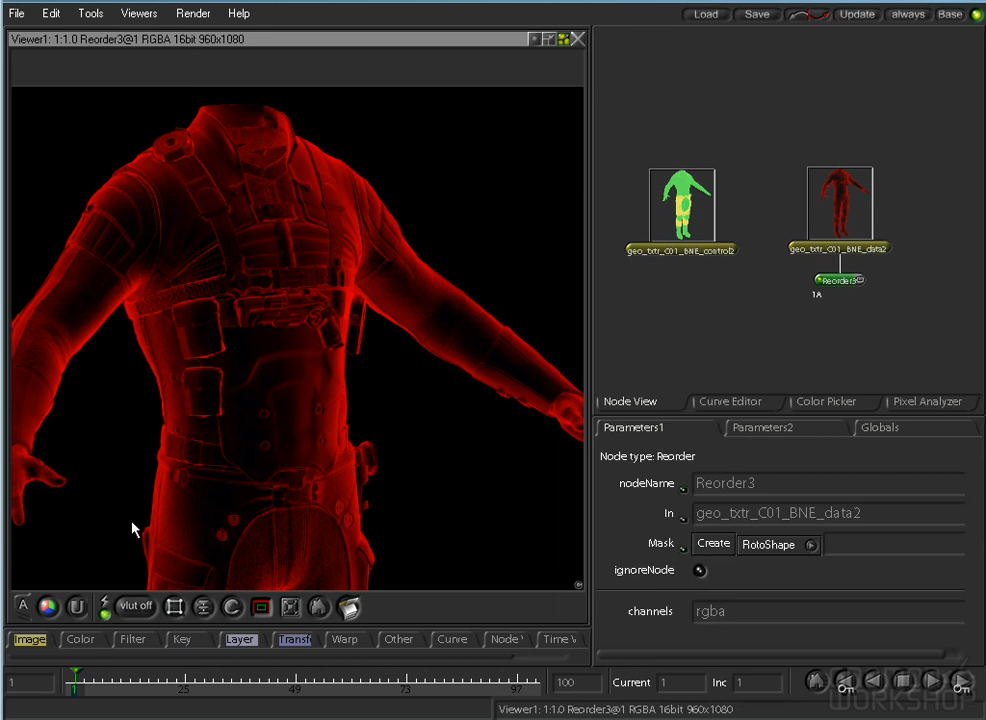 File Edit Tools Viewers Render Help
Load Save Update always Base
Viewer1: 1:1.0 Reorder3@1 RGBA 16bit 960x1080
geo_txtr_C01_BNE_control2
geo_txtr_C01_BNE_data2
Reorder3
1A
Node View Curve Editor Color Picker Pixel Analyzer
Parameters1 Parameters2 Globals
Node type: Reorder
nodeName Reorder3
In geo_txtr_C01_BNE_data2
Mask Create RotoShape
ignoreNode
channels rgba
A U vlut off
Image Color Filter Key Layer Transf Warp Other Curve Node Time V
1 1 25 49 73 97 100 Current 1 Inc 1
WORKSHOP
Viewer1: 1:1.0 Reorder3@1 RGBA 16bit 960x1080